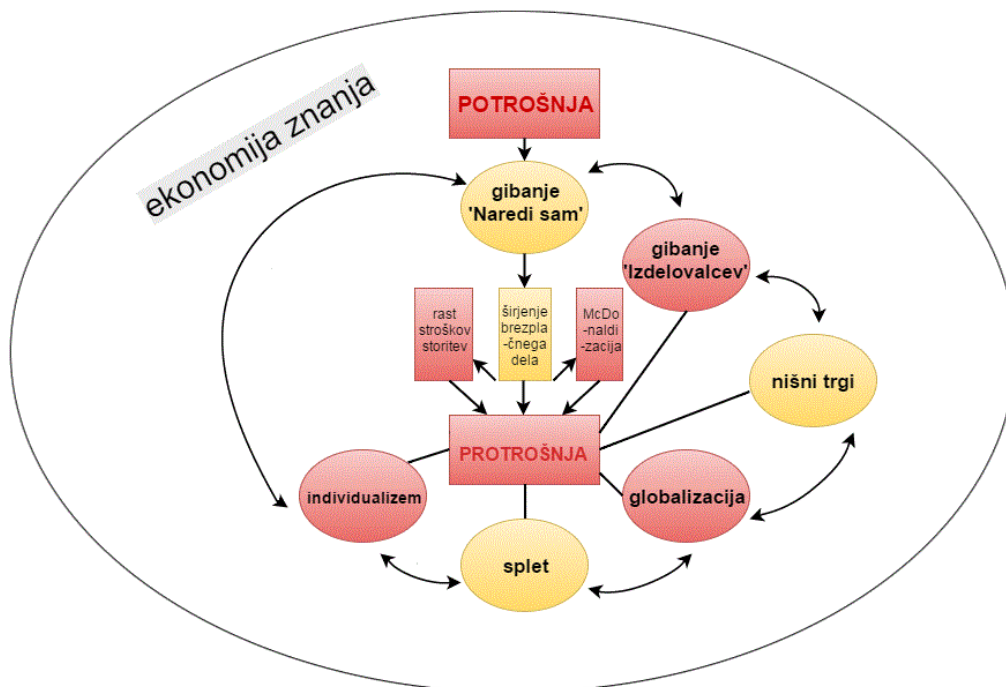 ekonomija znanja
POTROŠNJA
gibanje
'Naredi sam'
gibanje
'Izdelovalcev'
rast
stroškov
storitev
širjenje
brezpla
-čnega
dela
McDo
-naldi
-zacija
nišni trgi
PROTROŠNJA
individualizem
globalizacija
splet